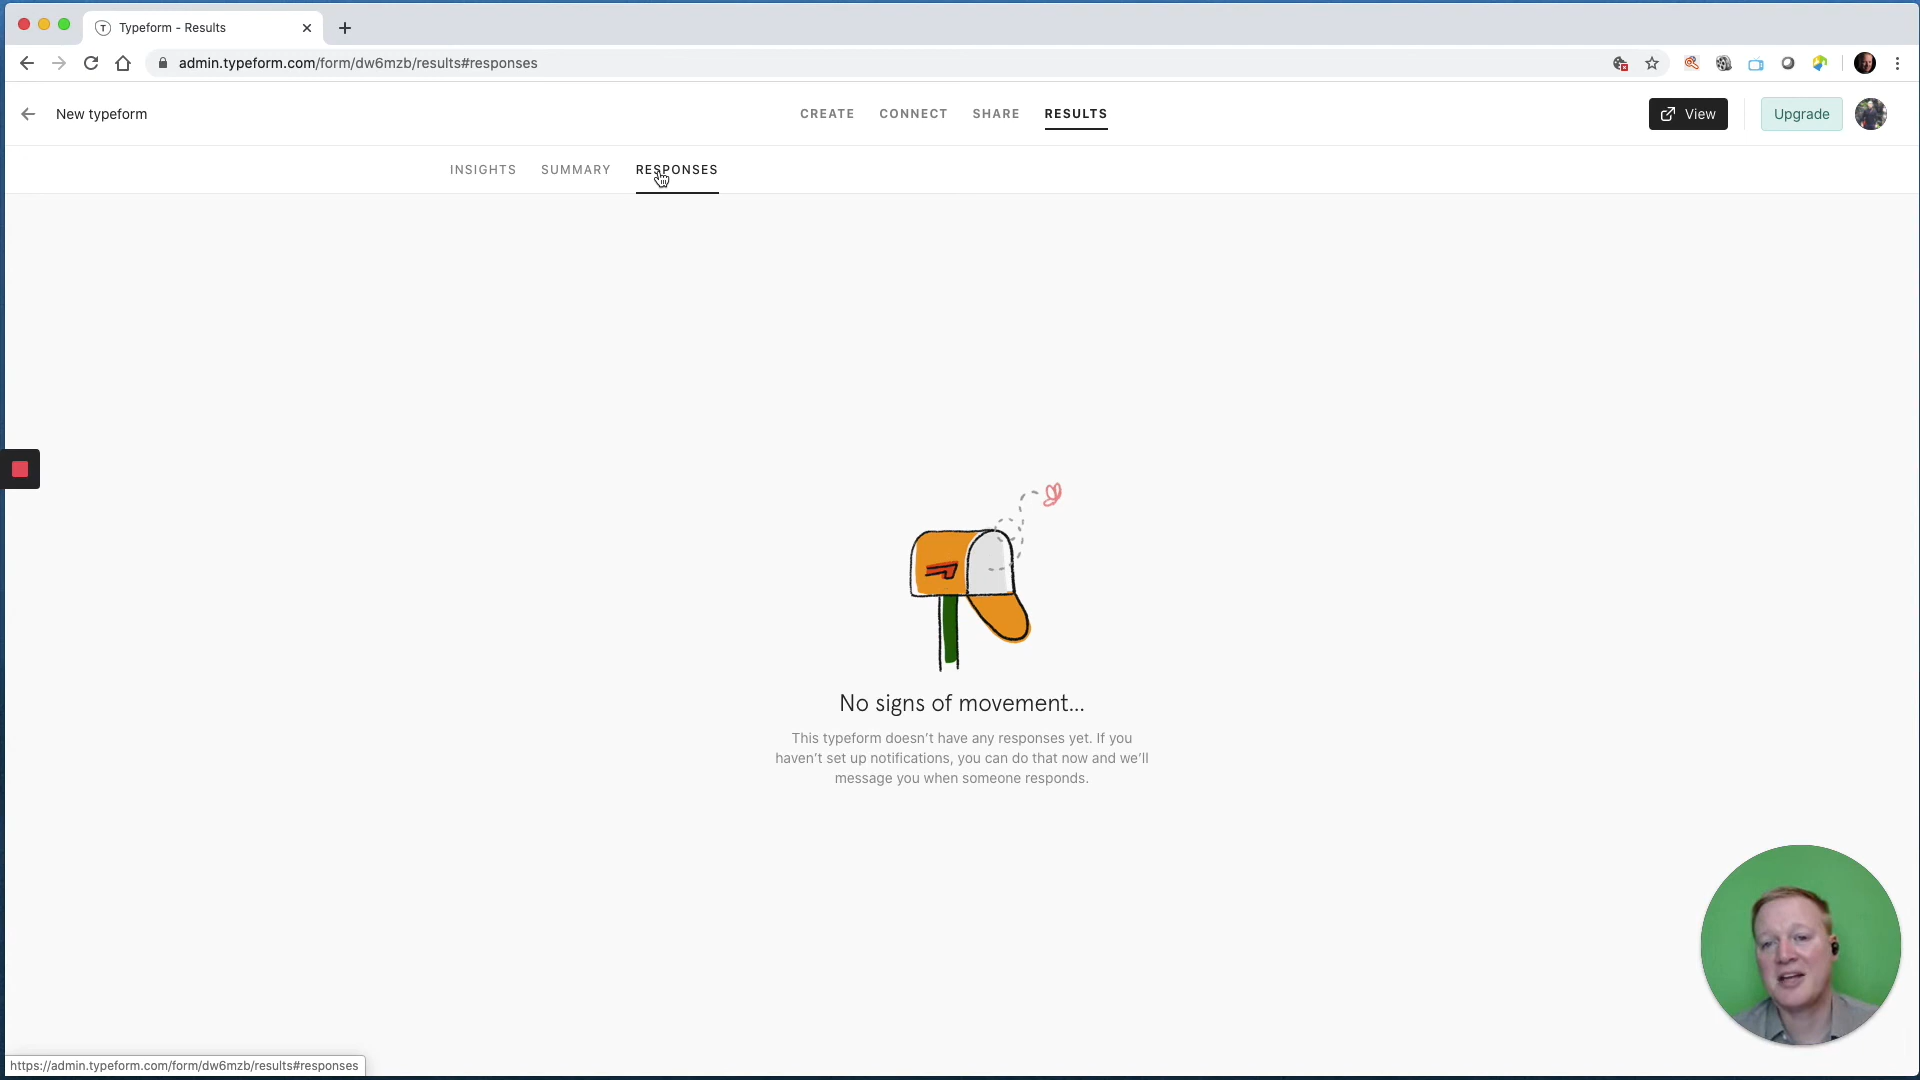 Typeform - Results
admin.typeform.com/form/dw6mzb/results#responses
New typeform
CREATE
CONNECT
SHARE
RESULTS
View
Upgrade
INSIGHTS
SUMMARY
RESPONSES
No signs of movement...
This typeform doesn't have any responses yet. If you
haven't set up notifications, you can do that now and we'll
message you when someone responds.
https://admin.typeform.com/form/dw6mzb/results#responses